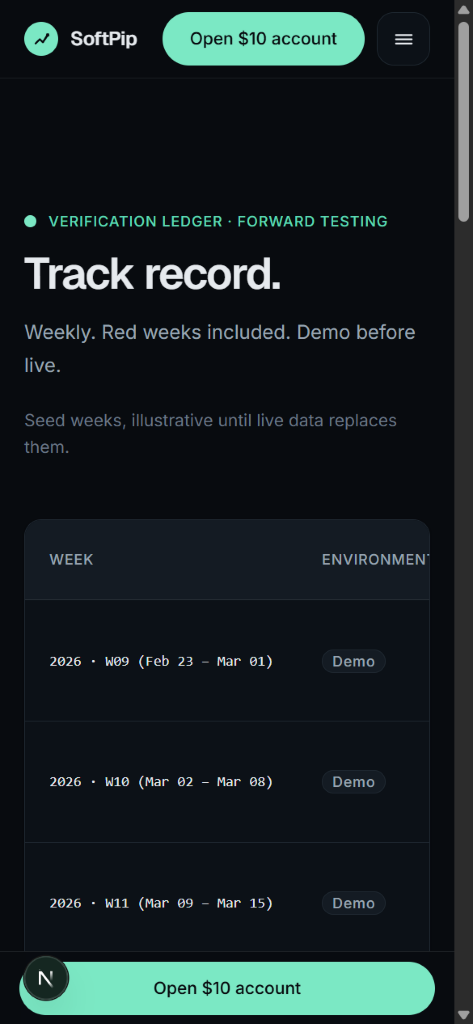 SoftPip
Open $10 account
VERIFICATION LEDGER · FORWARD TESTING
Track record.
Weekly. Red weeks included. Demo before
live.
Seed weeks, illustrative until live data replaces
them.
WEEK ENVIRONMENT
2026 · W09 (Feb 23 – Mar 01) Demo
2026 · W10 (Mar 02 – Mar 08) Demo
2026 · W11 (Mar 09 – Mar 15) Demo
N
Open $10 account